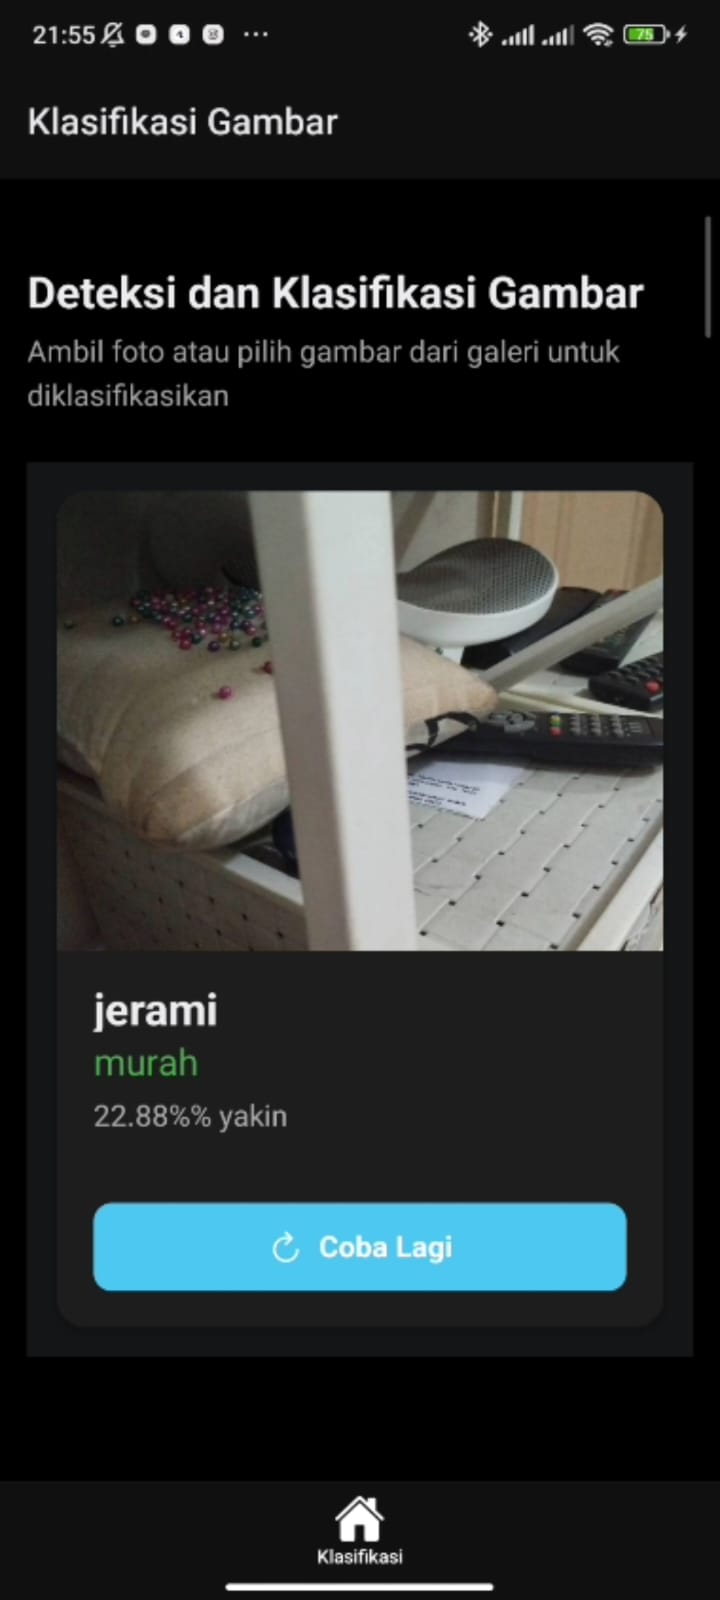 21:55
75
Klasifikasi Gambar
Deteksi dan Klasifikasi Gambar
Ambil foto atau pilih gambar dari galeri untuk
diklasifikasikan
jerami
murah
22.88%% yakin
Coba Lagi
Klasifikasi